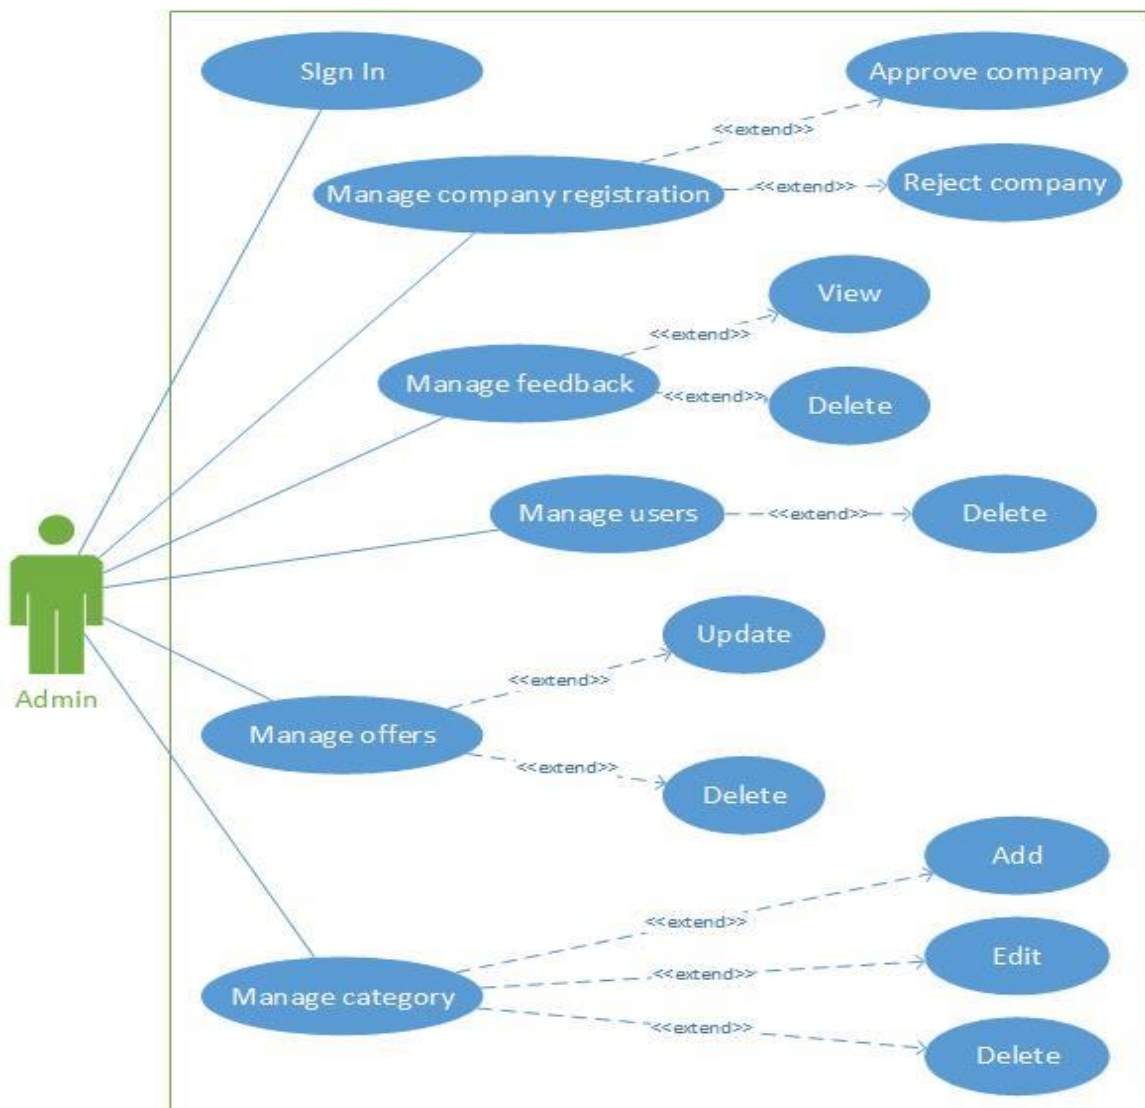 SIgn In
Approve company
<<extend>>
Manage company registration
<<extend>>
Reject company
View
<<extend>>
Manage feedback
<<extend>>
Delete
Manage users
<<extend>>
Delete
Update
<<extend>>
Admin
Manage offers
<<extend>>
Delete
Add
<<extend>>
Edit
<<extend>>
Manage category
<<extend>>
Delete